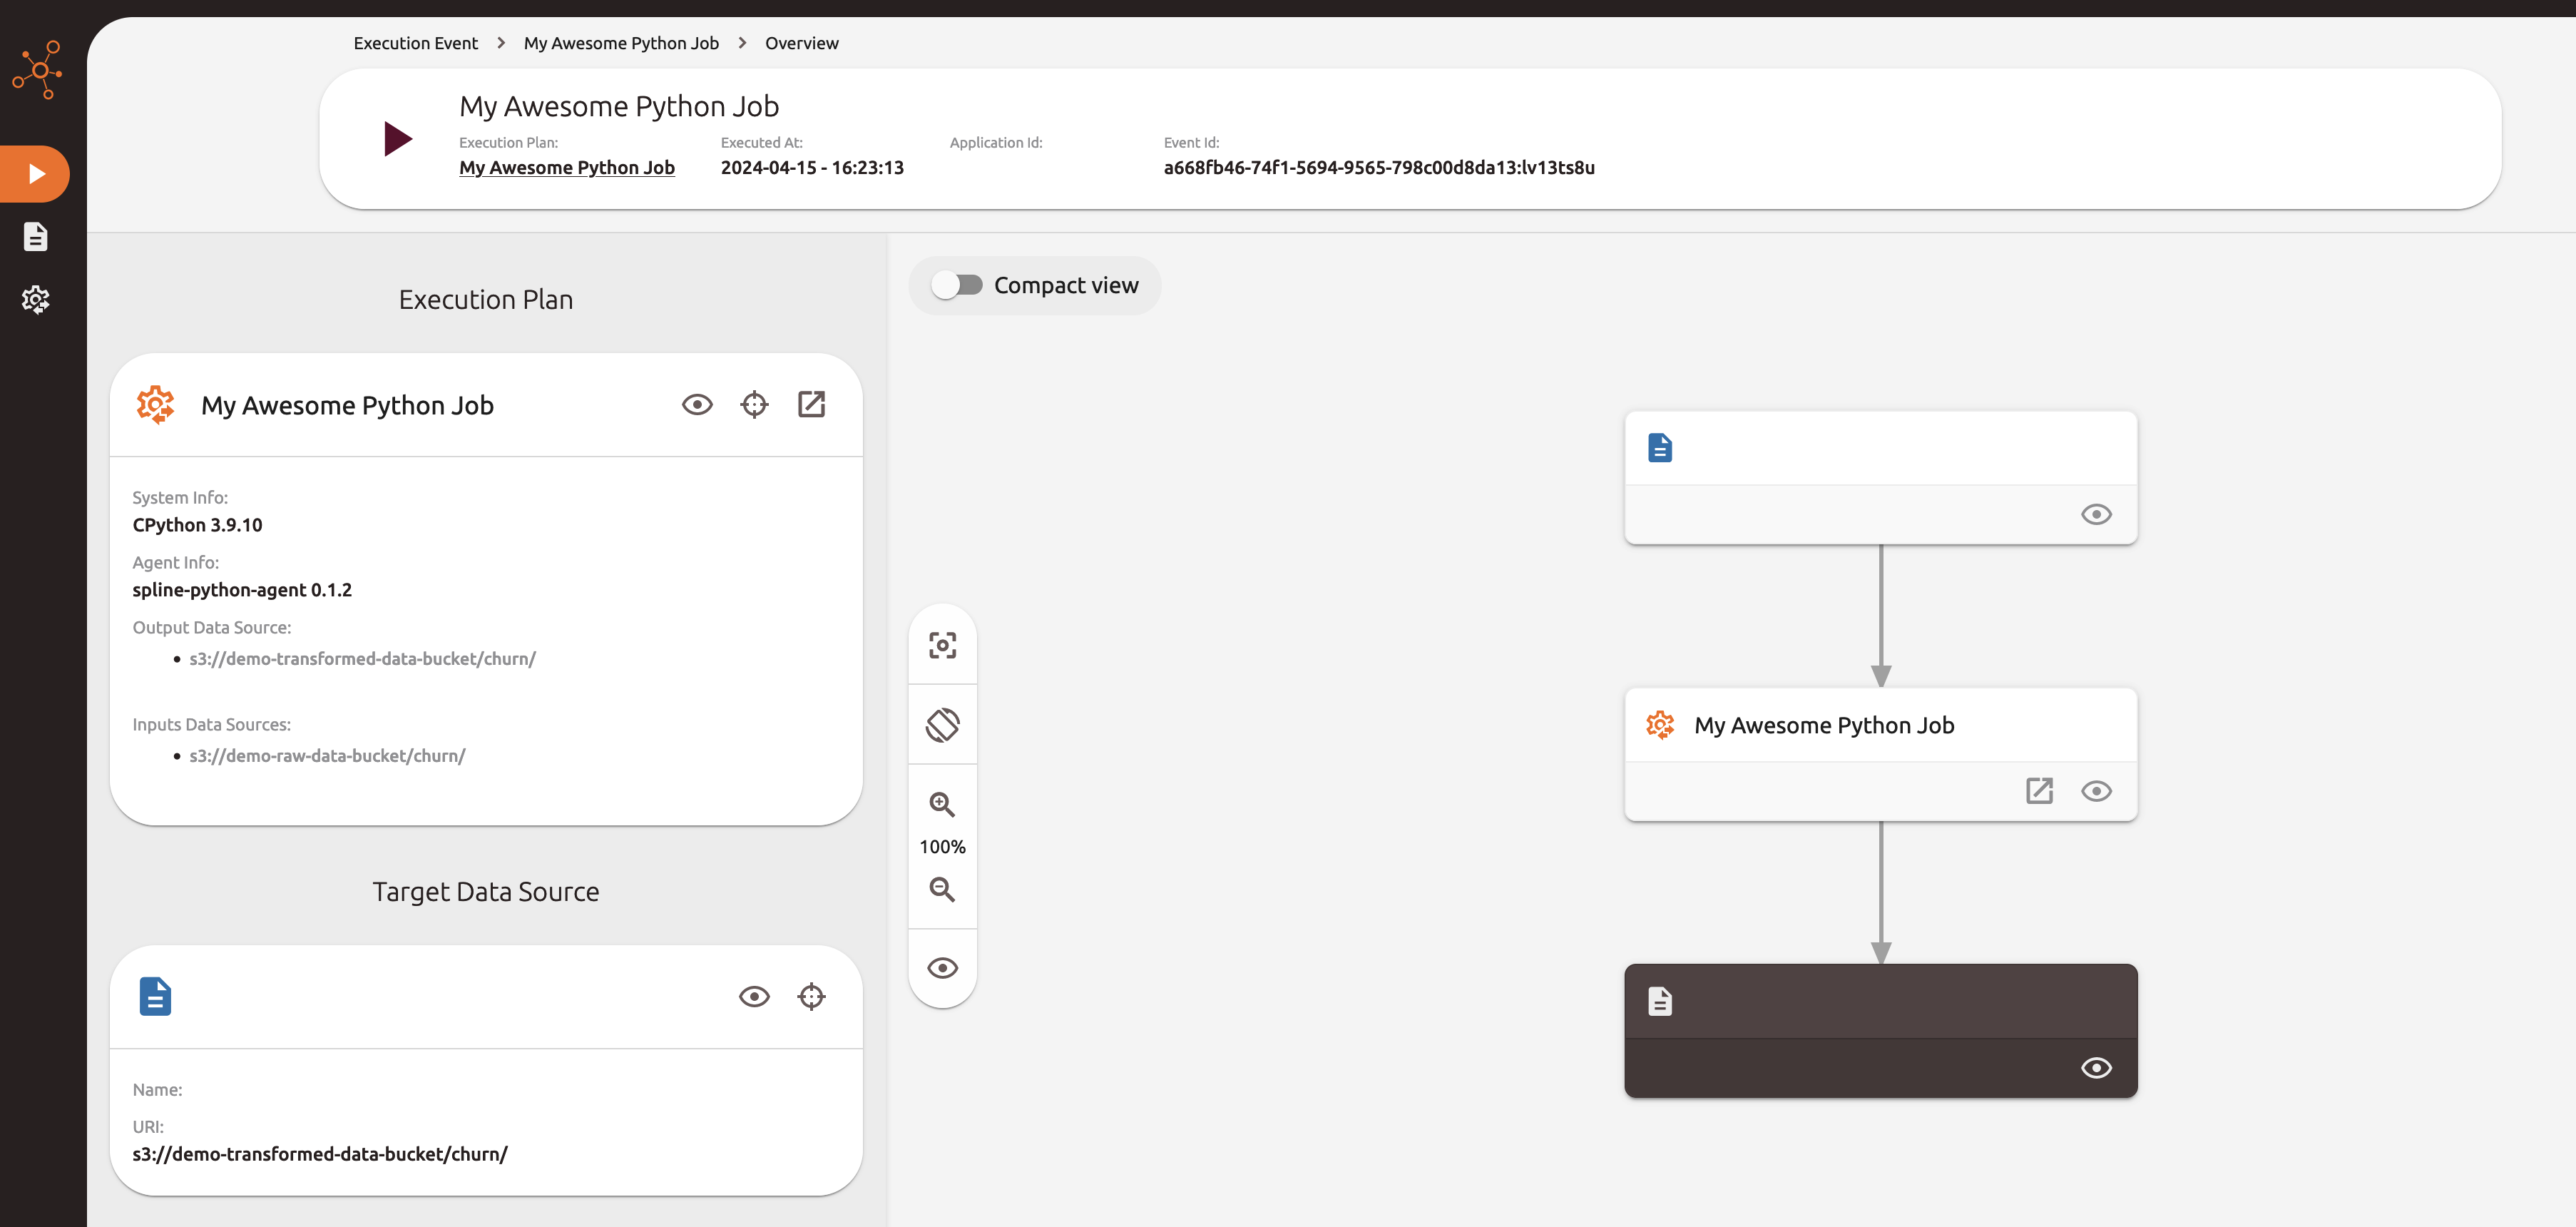 Execution Event > My Awesome Python Job > Overview
My Awesome Python Job
Execution Plan: Executed At: Application Id: Event Id:
My Awesome Python Job 2024-04-15 - 16:23:13 a668fb46-74f1-5694-9565-798c00d8da13:lv13ts8u
Execution Plan
My Awesome Python Job
System Info:
CPython 3.9.10
Agent Info:
spline-python-agent 0.1.2
Output Data Source:
• s3://demo-transformed-data-bucket/churn/
Inputs Data Sources:
• s3://demo-raw-data-bucket/churn/
Target Data Source
Name:
URI:
s3://demo-transformed-data-bucket/churn/
Compact view
100%
My Awesome Python Job